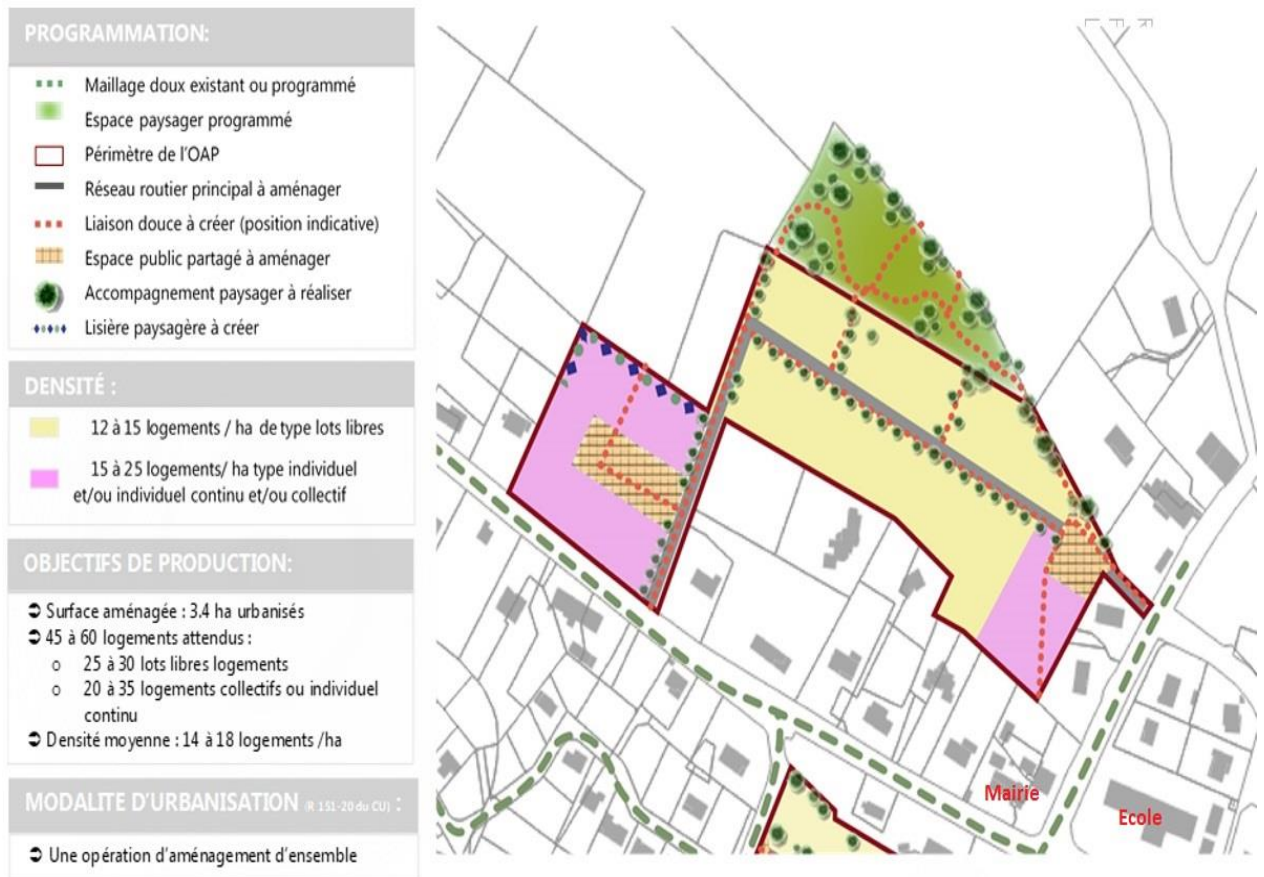 PROGRAMMATION:
Maillage doux existant ou programmé
Espace paysager programmé
Périmètre de l'OAP
Réseau routier principal à aménager
Liaison douce à créer (position indicative)
Espace public partagé à aménager
Accompagnement paysager à réaliser
Lisière paysagère à créer
DENSITÉ :
12 à 15 logements / ha de type lots libres
15 à 25 logements/ ha type individuel
et/ou individuel continu et/ou collectif
OBJECTIFS DE PRODUCTION:
➲ Surface aménagée : 3.4 ha urbanisés
➲ 45 à 60 logements attendus :
o 25 à 30 lots libres logements
o 20 à 35 logements collectifs ou individuel
continu
➲ Densité moyenne : 14 à 18 logements /ha
MODALITE D'URBANISATION (R 151-20 du CU) :
➲ Une opération d'aménagement d'ensemble
Mairie
Ecole